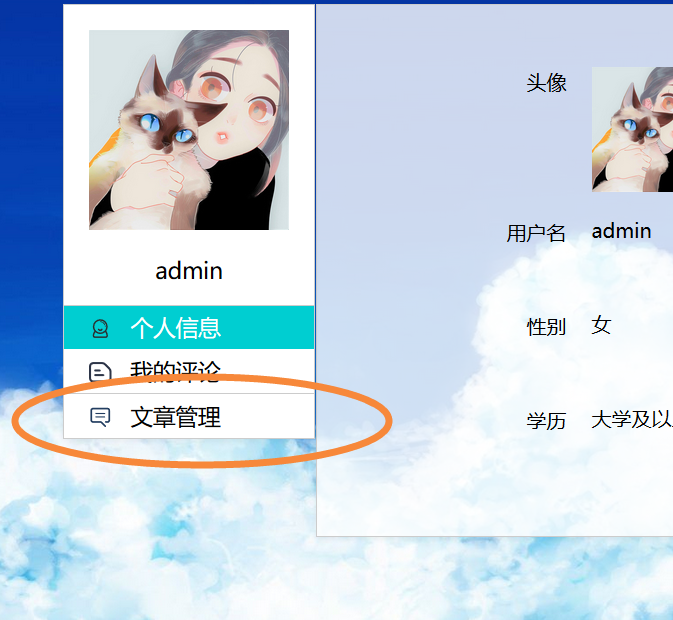 admin
个人信息
我的评论
文章管理
头像
用户名 admin
性别 女
学历 大学及以